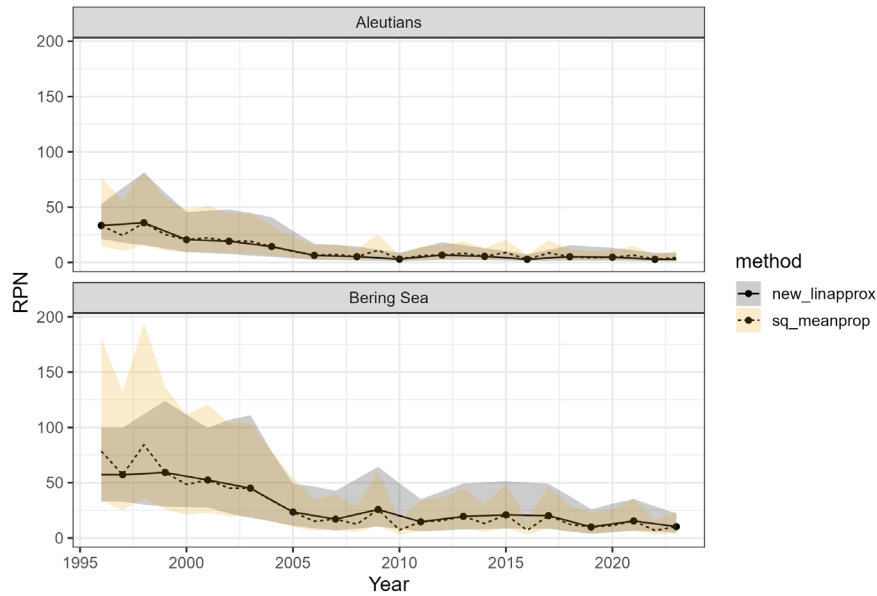 Aleutians
200
150
100
50
0
Bering Sea
200
150
100
50
0
1995
2000
2005
2010
2015
2020
Year
RPN
method
new_linapprox
sq_meanprop